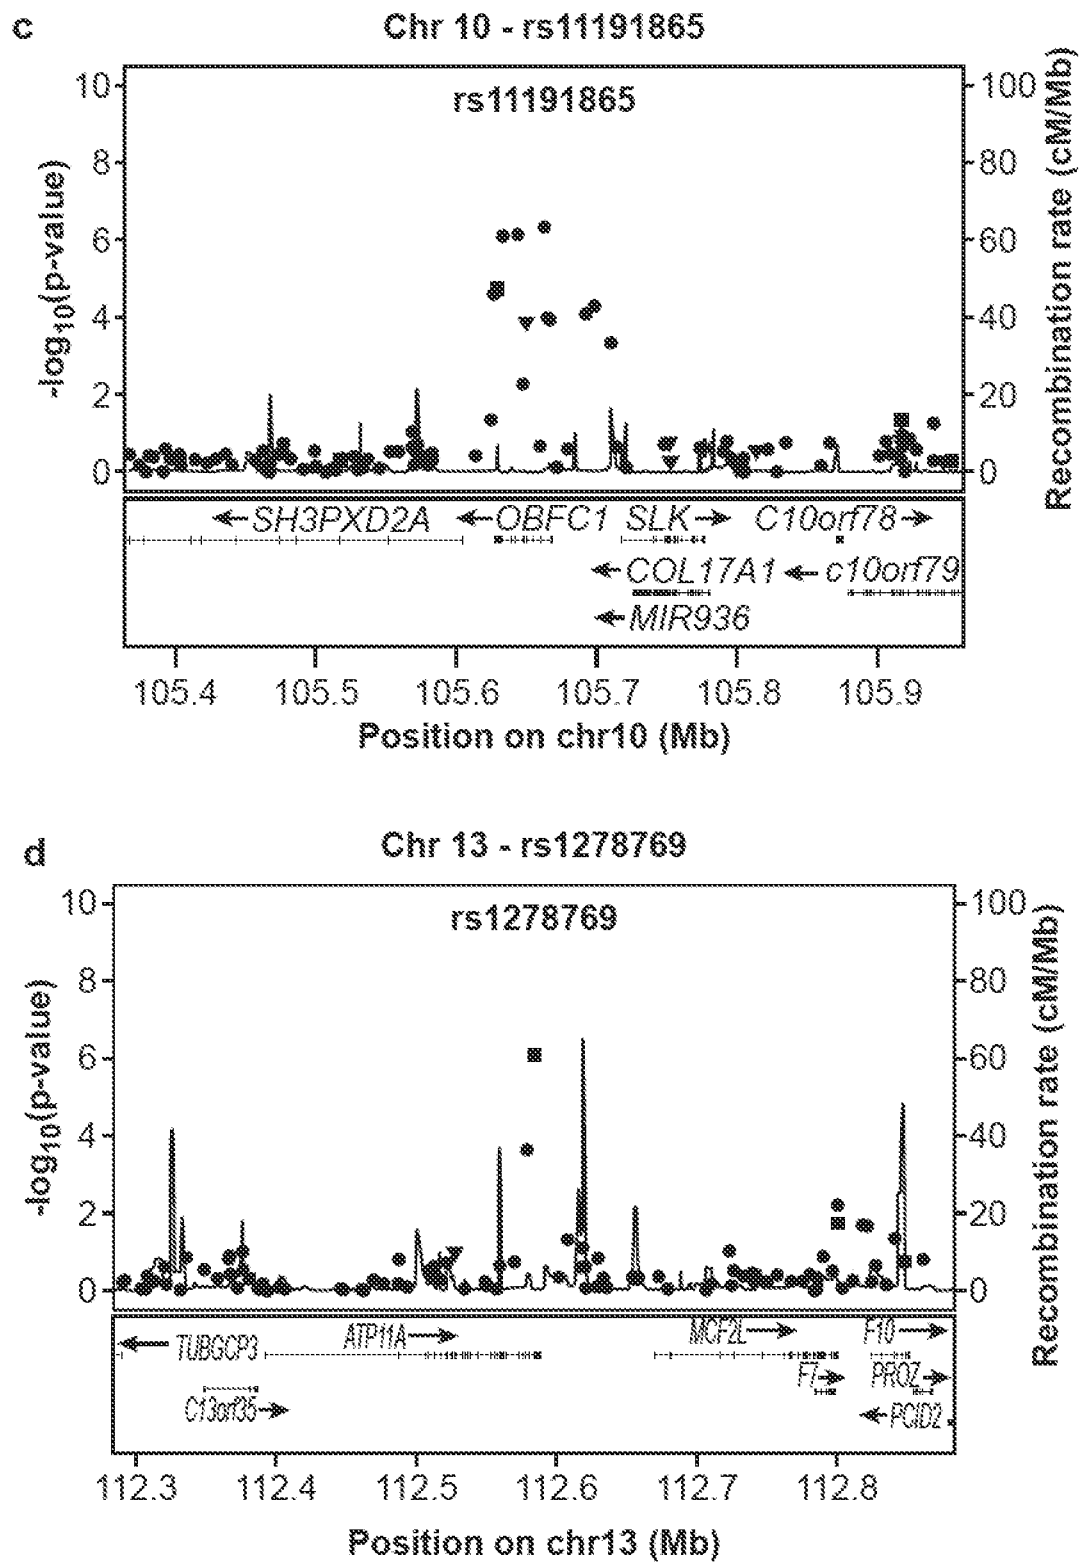 c
Chr 10 - rs11191865
rs11191865
10
8
6
4
2
0
-log10(p-value)
100
80
60
40
20
0
Recombination rate (cM/Mb)
SH3PXD2A
OBFC1
SLK
C10orf78
COL17A1
c10orf79
MIR936
105.4 105.5 105.6 105.7 105.8 105.9
Position on chr10 (Mb)
d
Chr 13 - rs1278769
rs1278769
10
8
6
4
2
0
-log10(p-value)
100
80
60
40
20
0
Recombination rate (cM/Mb)
TUBGCP3
ATP11A
MCF2L
F10
F7
PROZ
C13orf35
PCID2
112.3 112.4 112.5 112.6 112.7 112.8
Position on chr13 (Mb)